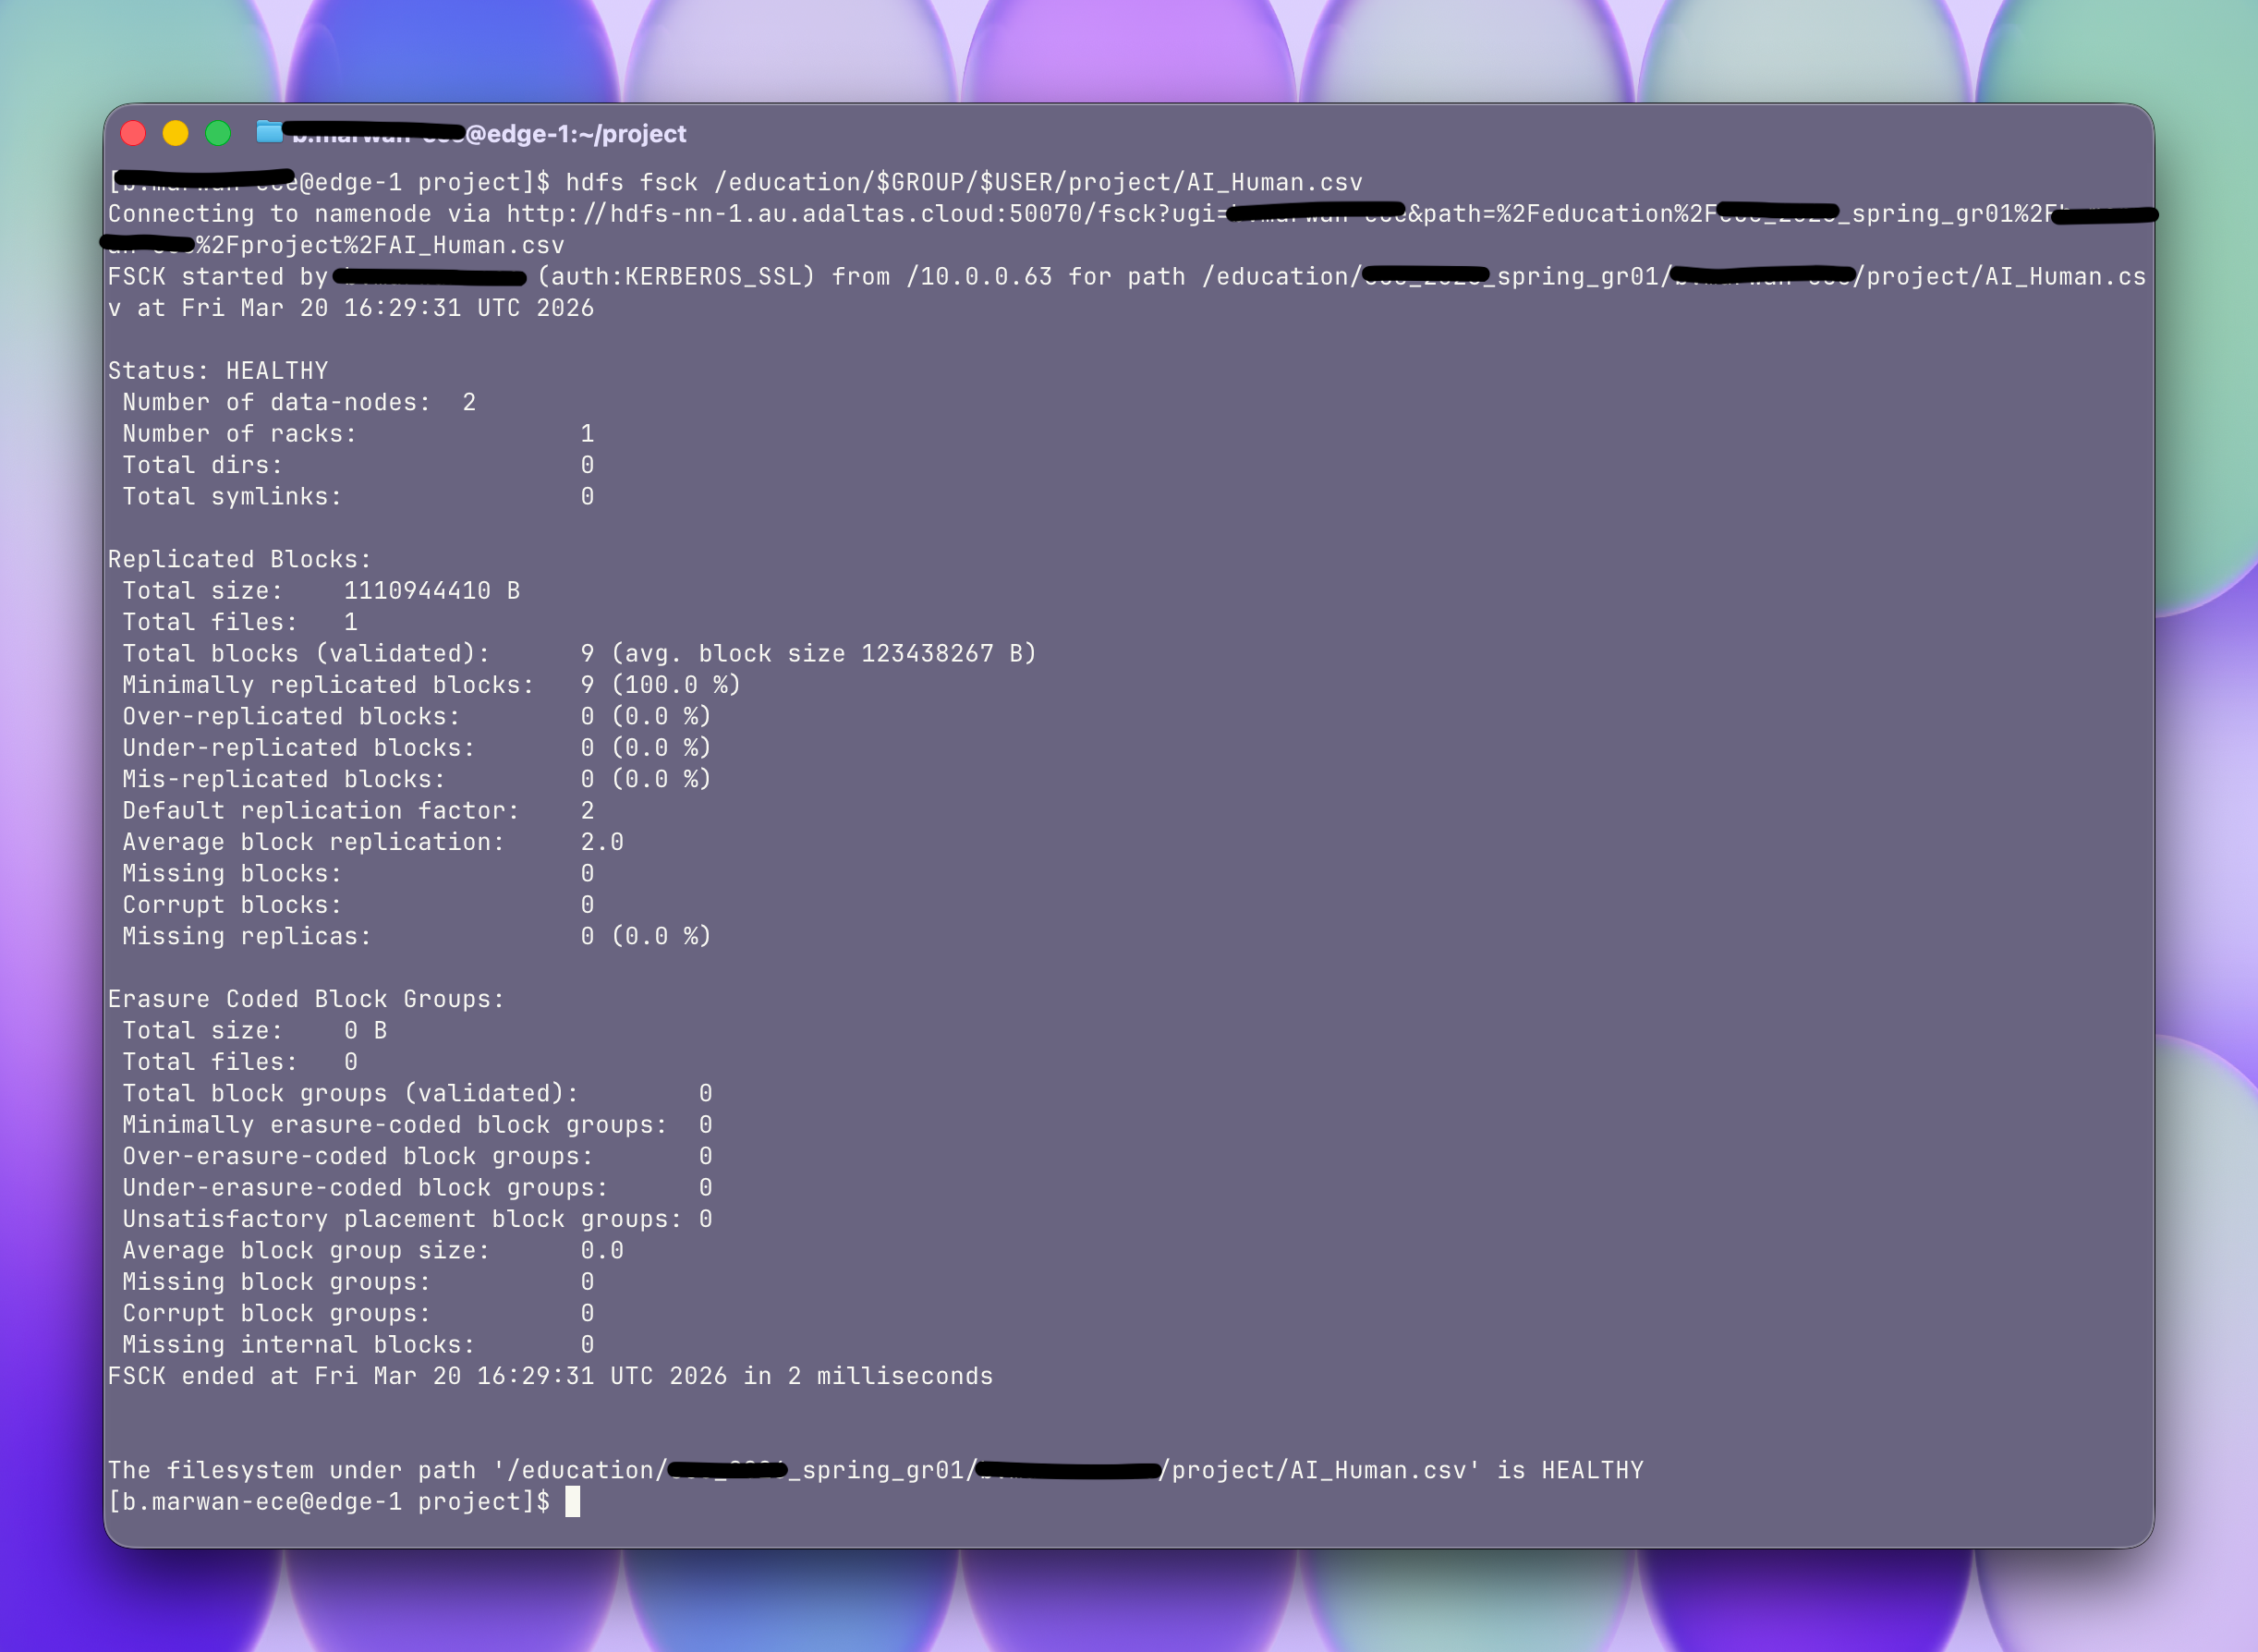 @edge-1:~/project
@edge-1 project]$ hdfs fsck /education/$GROUP/$USER/project/AI_Human.csv
Connecting to namenode via http://hdfs-nn-1.au.adaltas.cloud:50070/fsck?ugi= &path=%2Feducation%2F _spring_gr01%2F
%2Fproject%2FAI_Human.csv
FSCK started by (auth:KERBEROS_SSL) from /10.0.0.63 for path /education/ _spring_gr01/ /project/AI_Human.cs
v at Fri Mar 20 16:29:31 UTC 2026
Status: HEALTHY
Number of data-nodes: 2
Number of racks: 1
Total dirs: 0
Total symlinks: 0
Replicated Blocks:
Total size: 1110944410 B
Total files: 1
Total blocks (validated): 9 (avg. block size 123438267 B)
Minimally replicated blocks: 9 (100.0 %)
Over-replicated blocks: 0 (0.0 %)
Under-replicated blocks: 0 (0.0 %)
Mis-replicated blocks: 0 (0.0 %)
Default replication factor: 2
Average block replication: 2.0
Missing blocks: 0
Corrupt blocks: 0
Missing replicas: 0 (0.0 %)
Erasure Coded Block Groups:
Total size: 0 B
Total files: 0
Total block groups (validated): 0
Minimally erasure-coded block groups: 0
Over-erasure-coded block groups: 0
Under-erasure-coded block groups: 0
Unsatisfactory placement block groups: 0
Average block group size: 0.0
Missing block groups: 0
Corrupt block groups: 0
Missing internal blocks: 0
FSCK ended at Fri Mar 20 16:29:31 UTC 2026 in 2 milliseconds
The filesystem under path '/education/ _spring_gr01/ /project/AI_Human.csv' is HEALTHY
[b.marwan-ece@edge-1 project]$